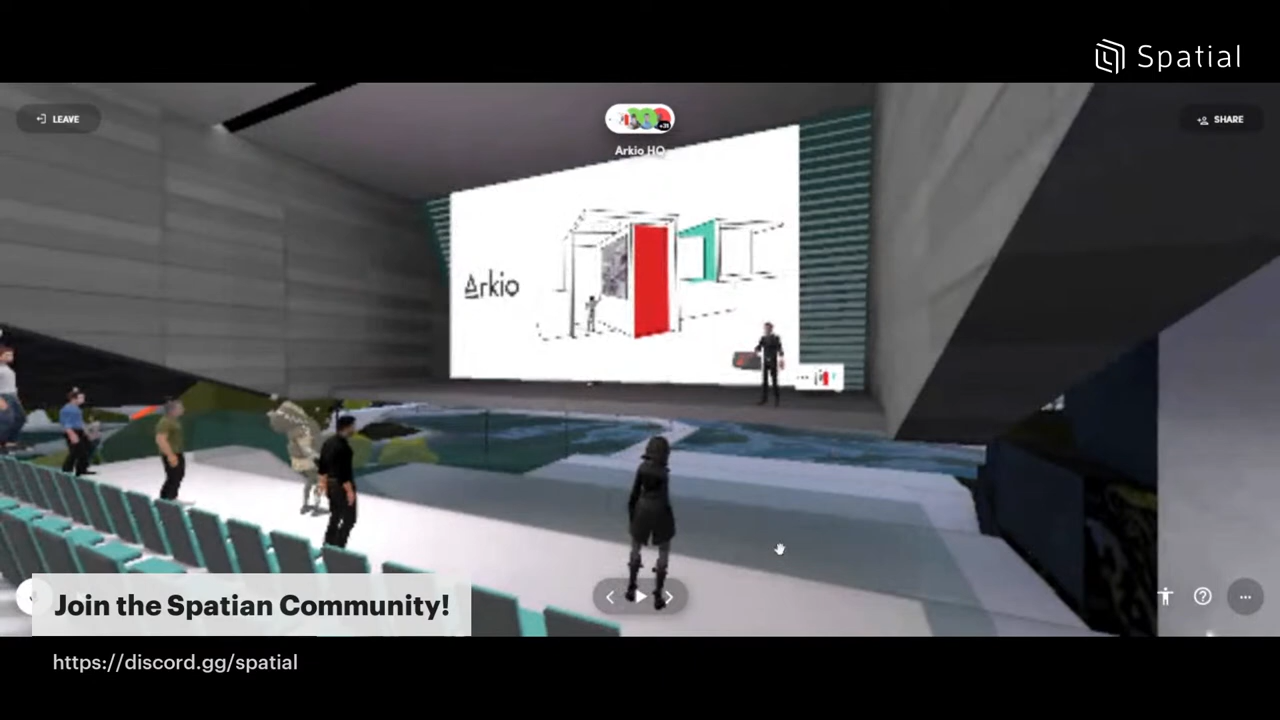 Spatial
LEAVE
SHARE
Arkio HQ
Arkio
Join the Spatian Community!
https://discord.gg/spatial